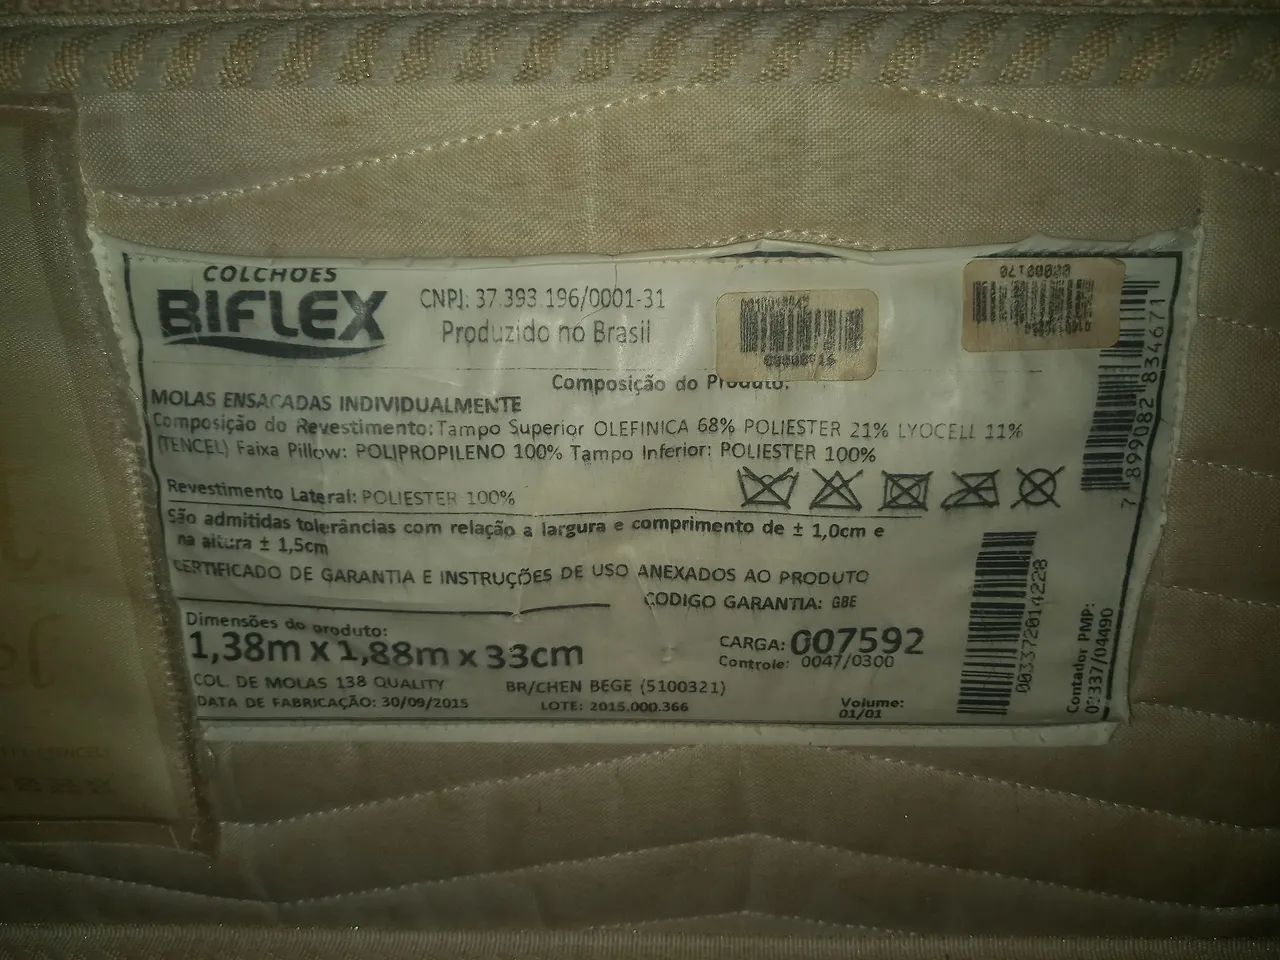 COLCHÕES
BIFLEX
CNPJ: 37.393.196/0001-31
Produzido no Brasil
Composição do Produto:
MOLAS ENSACADAS INDIVIDUALMENTE
Composição do Revestimento: Tampo Superior OLEFINICA 68% POLIESTER 21% LYOCELL 11%
(TENCEL) Faixa Pillow: POLIPROPILENO 100% Tampo Inferior: POLIESTER 100%
Revestimento Lateral: POLIESTER 100%
São admitidas tolerâncias com relação a largura e comprimento de ± 1,0cm e
na altura ± 1,5cm
CERTIFICADO DE GARANTIA E INSTRUÇÕES DE USO ANEXADOS AO PRODUTO
CODIGO GARANTIA: GBE
Dimensões do produto:
1,38m x 1,88m x 33cm
CARGA: 007592
Controle: 0047/0300
COL. DE MOLAS 138 QUALITY
BR/CHEN BEGE (5100321)
DATA DE FABRICAÇÃO: 30/09/2015
LOTE: 2015.000.366
Volume:
01/01
7 899082 834671
0033720142228
Contador PMP:
03337/04490